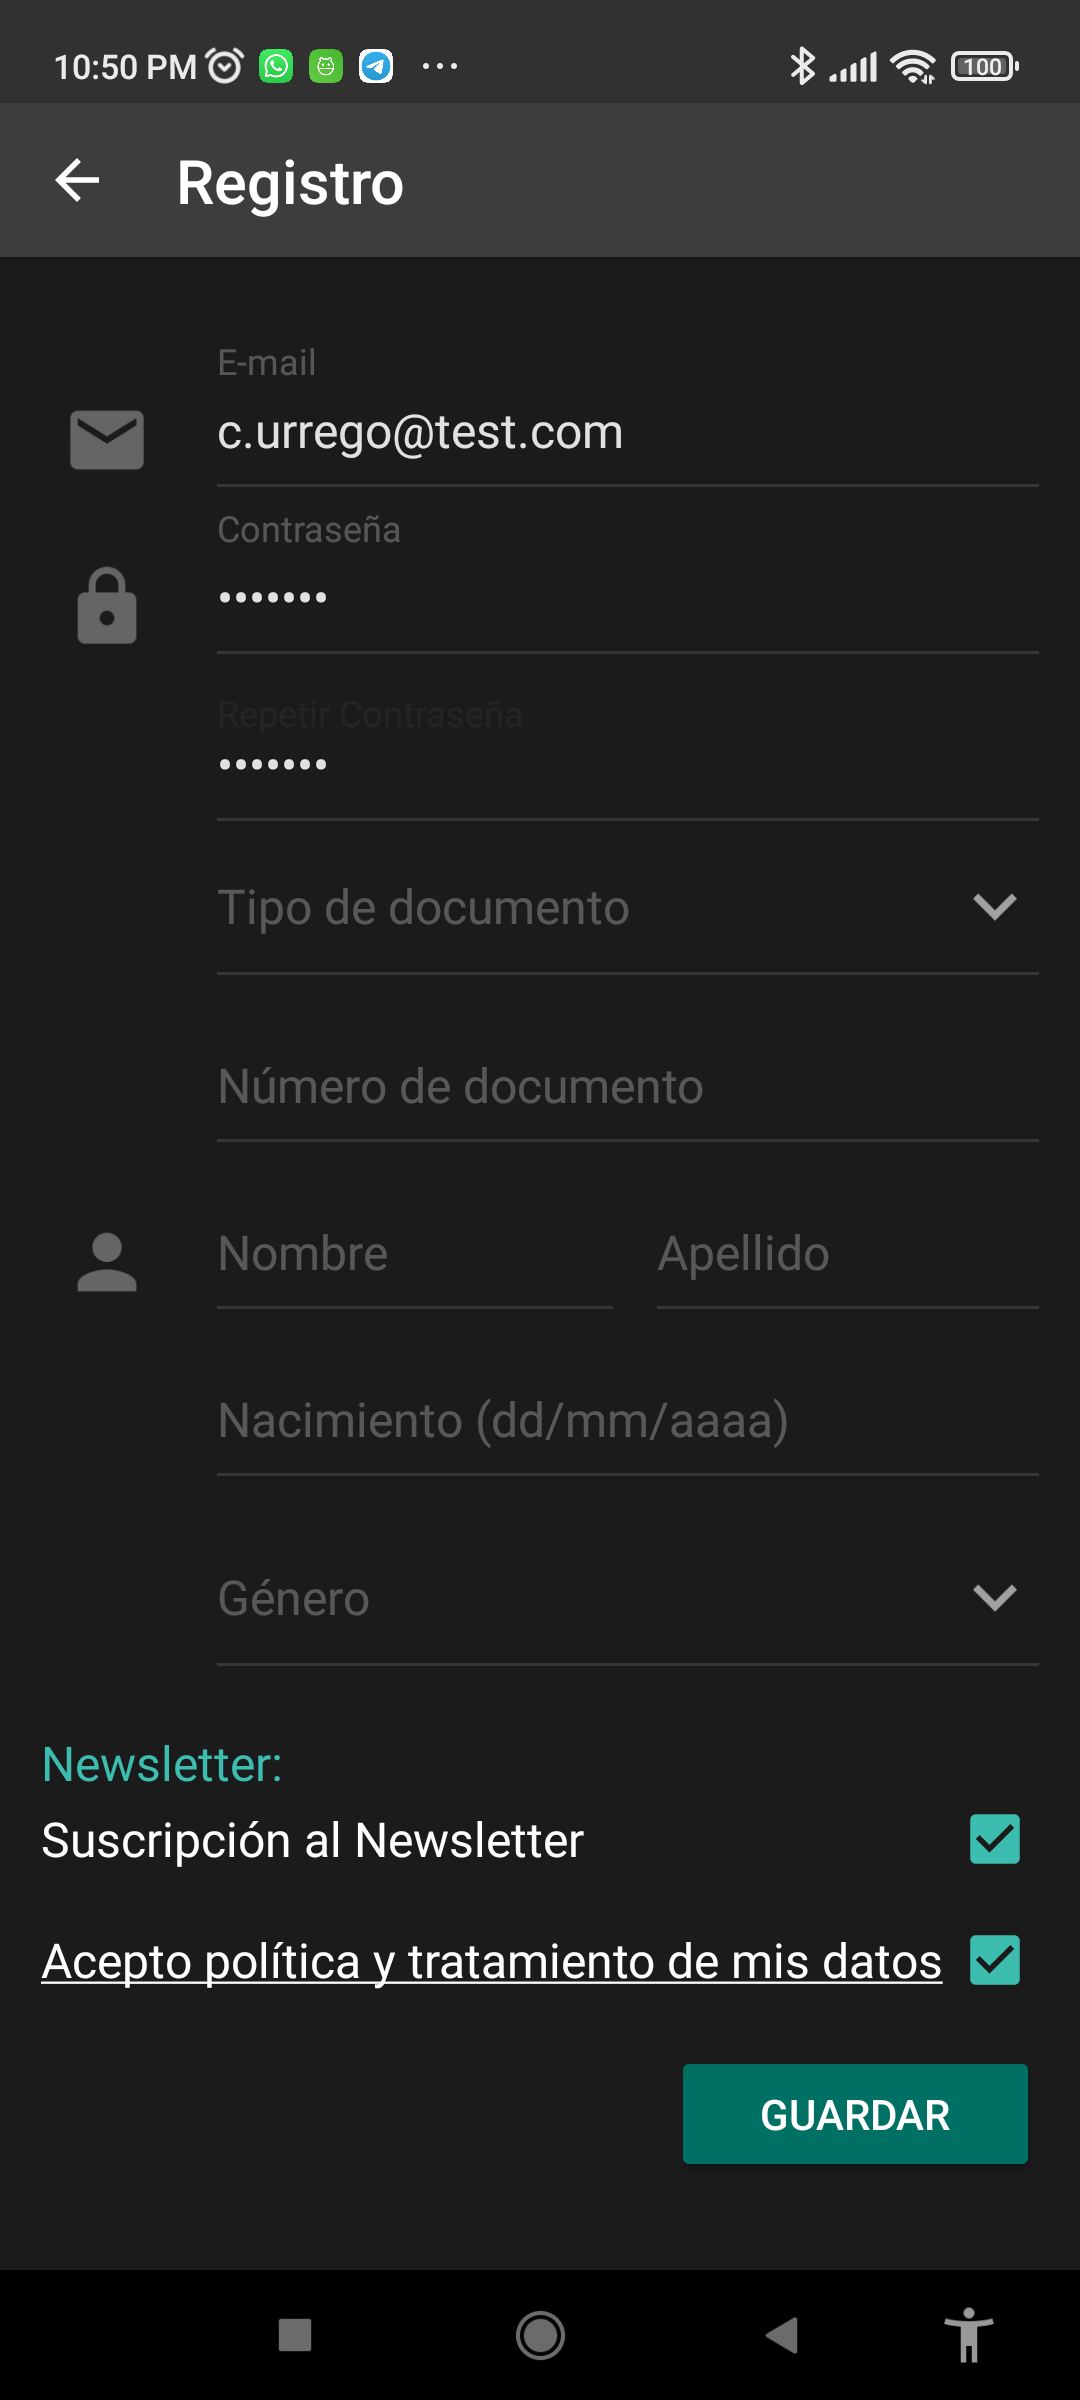 10:50 PM
100
Registro
E-mail
c.urrego@test.com
Contraseña
•••••••
Repetir Contraseña
•••••••
Tipo de documento
Número de documento
Nombre Apellido
Nacimiento (dd/mm/aaaa)
Género
Newsletter:
Suscripción al Newsletter
Acepto política y tratamiento de mis datos
GUARDAR